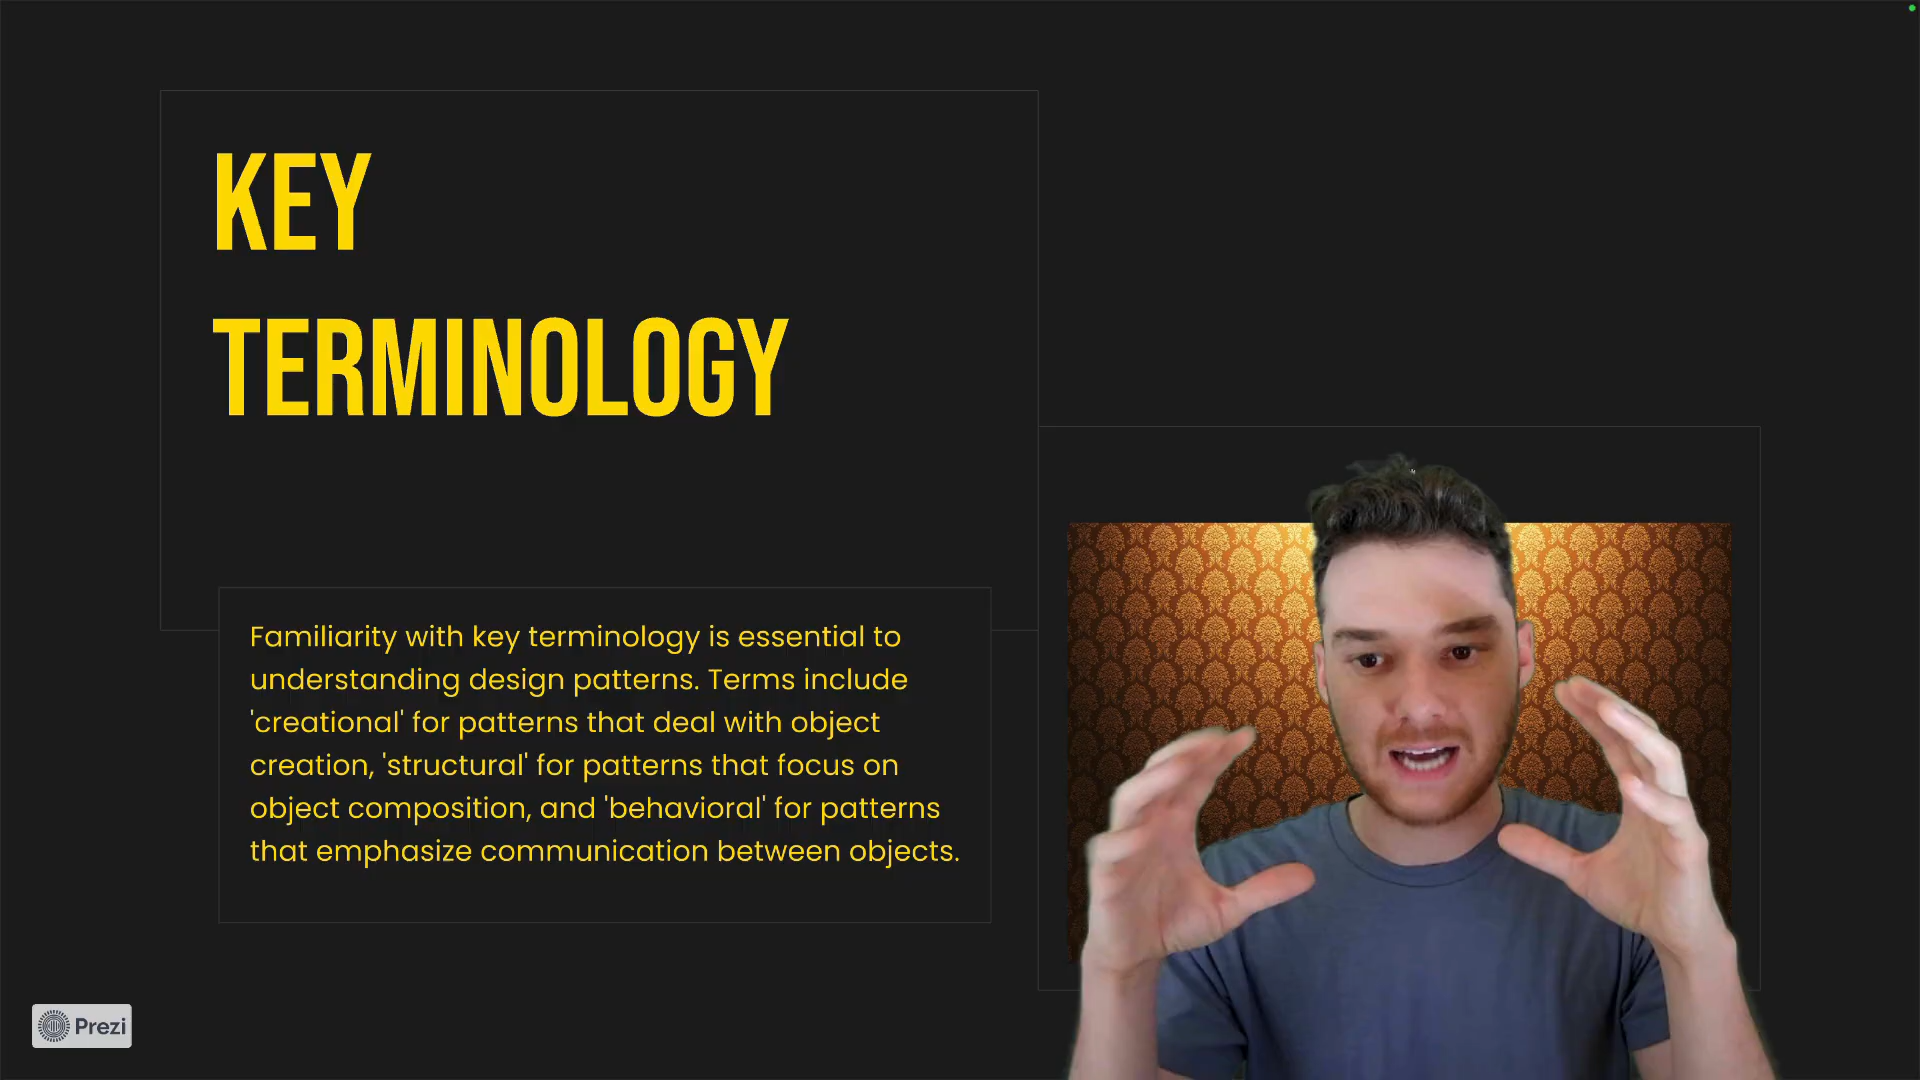 KEY
TERMINOLOGY
Familiarity with key terminology is essential to
understanding design patterns. Terms include
'creational' for patterns that deal with object
creation, 'structural' for patterns that focus on
object composition, and 'behavioral' for patterns
that emphasize communication between objects.
Prezi